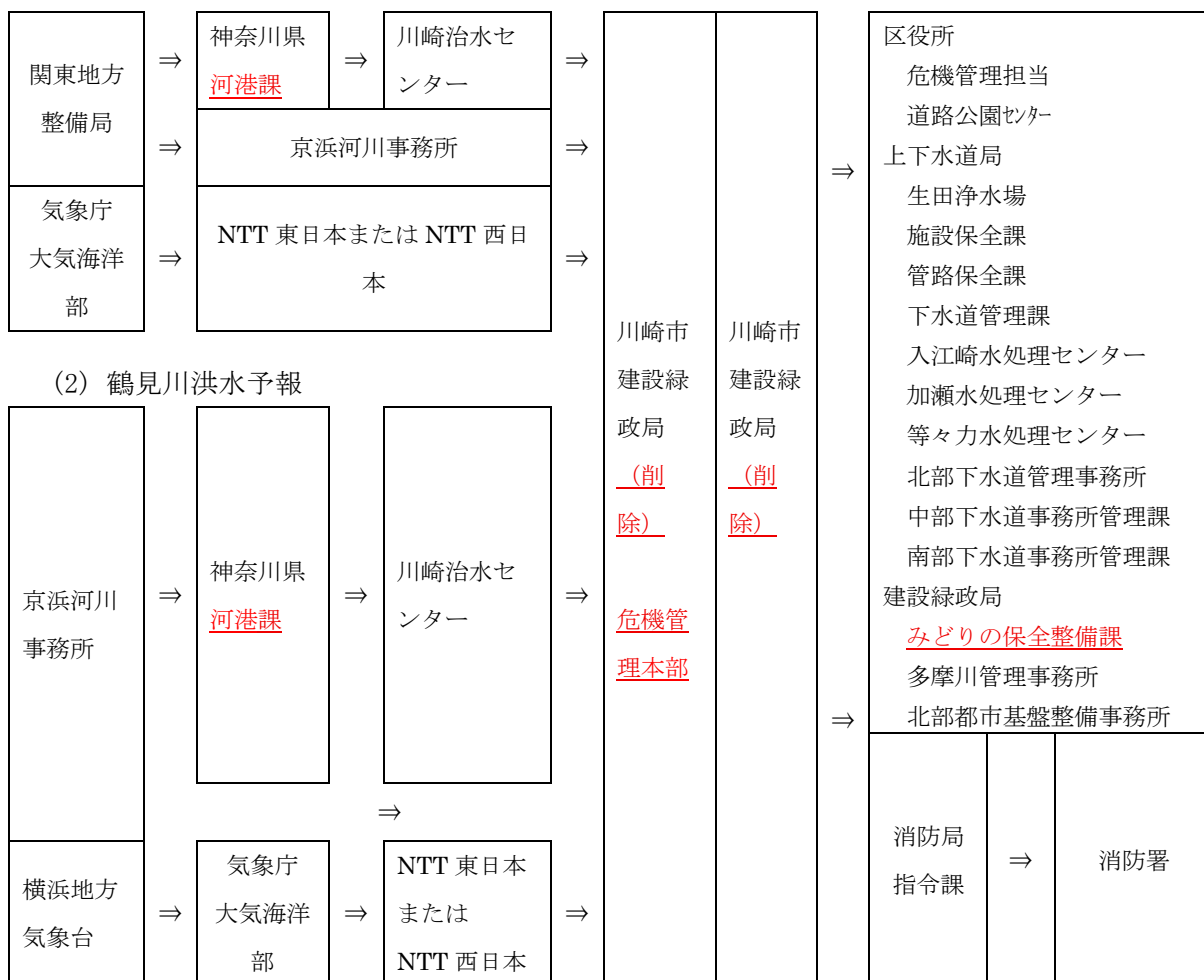 関東地方
整備局
⇒
神奈川県
河港課
⇒
川崎治水セ
ンター
⇒
⇒
京浜河川事務所
⇒
気象庁
大気海洋
部
⇒
NTT 東日本または NTT 西日
本
⇒
(2) 鶴見川洪水予報
京浜河川
事務所
⇒
神奈川県
河港課
⇒
川崎治水セ
ンター
⇒
⇒
横浜地方
気象台
⇒
気象庁
大気海洋
部
⇒
NTT 東日本
または
NTT 西日本
⇒
川崎市
建設緑
政局
（削
除）
危機管
理本部
川崎市
建設緑
政局
（削
除）
⇒
⇒
区役所
危機管理担当
道路公園ｾﾝﾀｰ
上下水道局
生田浄水場
施設保全課
管路保全課
下水道管理課
入江崎水処理センター
加瀬水処理センター
等々力水処理センター
北部下水道管理事務所
中部下水道事務所管理課
南部下水道事務所管理課
建設緑政局
みどりの保全整備課
多摩川管理事務所
北部都市基盤整備事務所
消防局
指令課
⇒
消防署